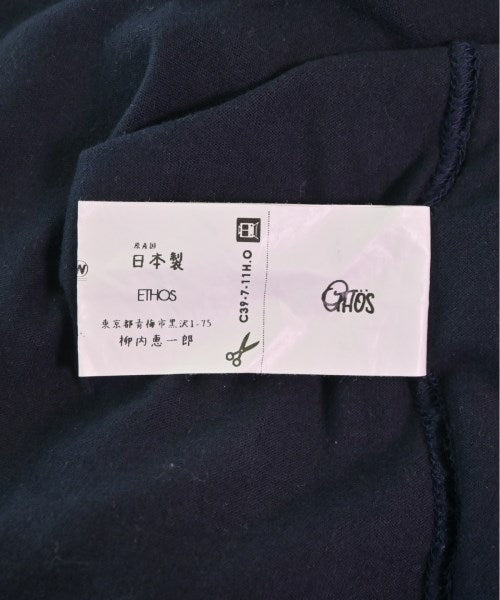 原産国
日本製
ETHOS
東京都青梅市黒沢1-75
柳内恵一郎
C39-7-11H.O
OTHÖS